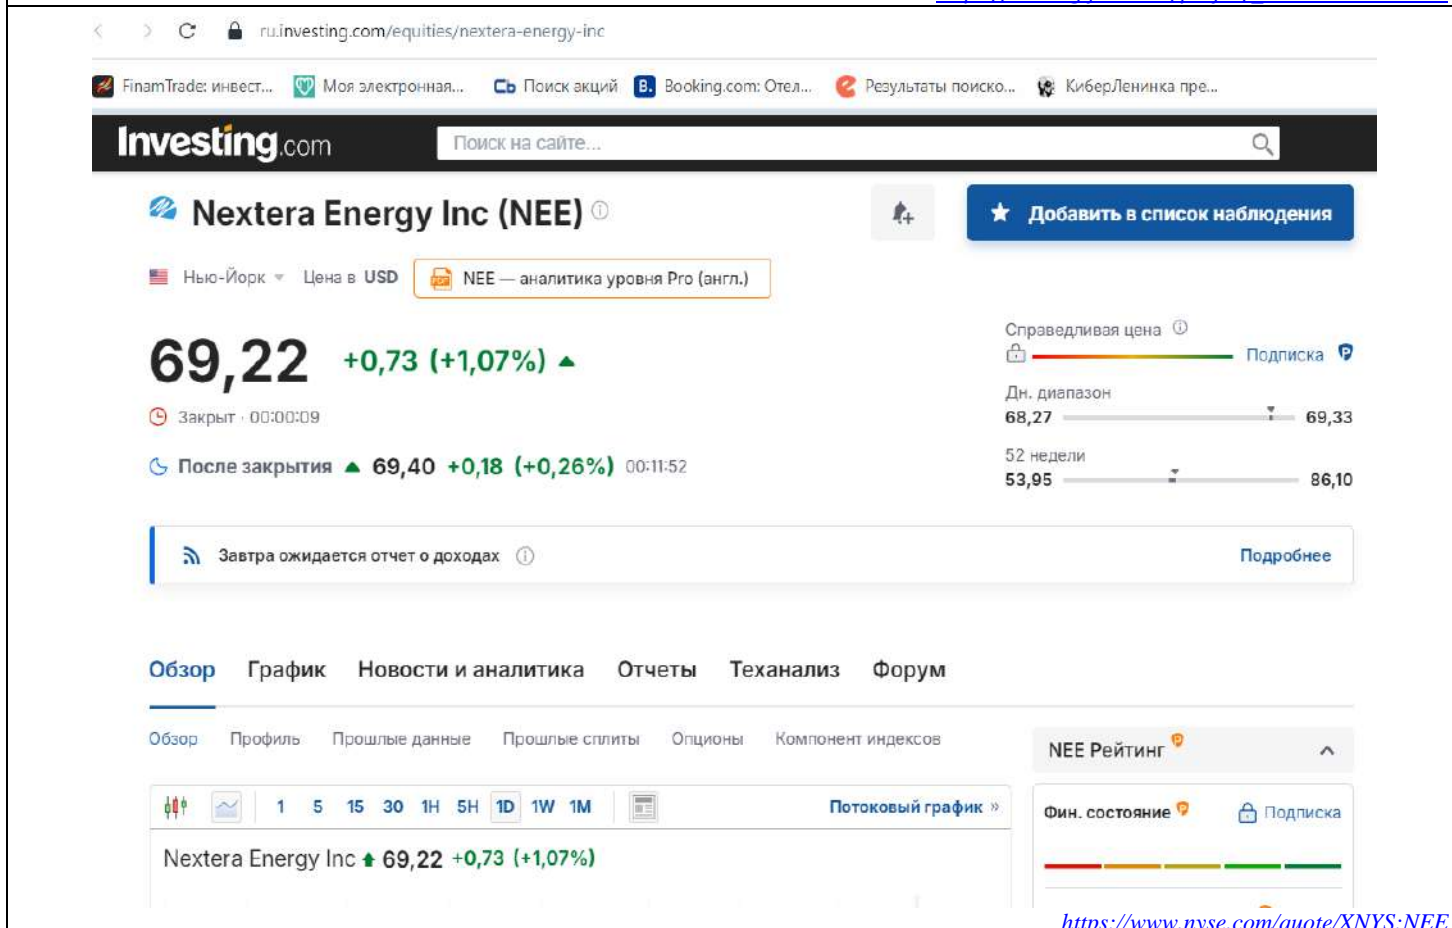 ru.investing.com/equities/nextera-energy-inc
FinamTrade: инвест... Моя электронная... Сb Поиск акций B. Booking.com: Отел... Результаты поиско... КиберЛенинка пре...
Investing.com Поиск на сайте...
Nextera Energy Inc (NEE)
Добавить в список наблюдения
Нью-Йорк Цена в USD NEE — аналитика уровня Pro (англ.)
69,22 +0,73 (+1,07%)
Справедливая цена
Подписка
Закрыт · 00:00:09
Дн. диапазон
68,27 69,33
После закрытия 69,40 +0,18 (+0,26%) 00:11:52
52 недели
53,95 86,10
Завтра ожидается отчет о доходах Подробнее
Обзор График Новости и аналитика Отчеты Теханализ Форум
Обзор Профиль Прошлые данные Прошлые сплиты Опционы Компонент индексов
NEE Рейтинг
1 5 15 30 1H 5H 1D 1W 1M Потоковый график »
Фин. состояние Подписка
Nextera Energy Inc 69,22 +0,73 (+1,07%)
https://www.nyse.com/quote/XNYS:NEE